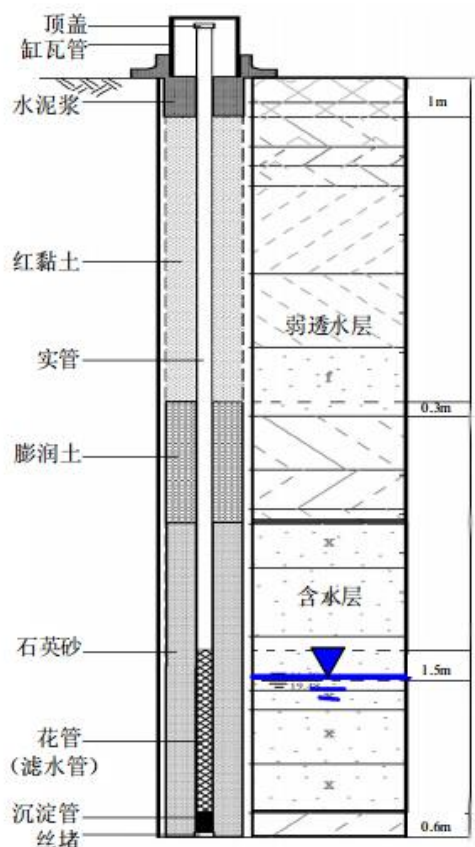 顶盖
缸瓦管
水泥浆
1m
红黏土
弱透水层
实管
f
0.3m
膨润土
x
含水层
石英砂
1.5m
花管
x
（滤水管）
x
沉淀管
0.6m
丝堵